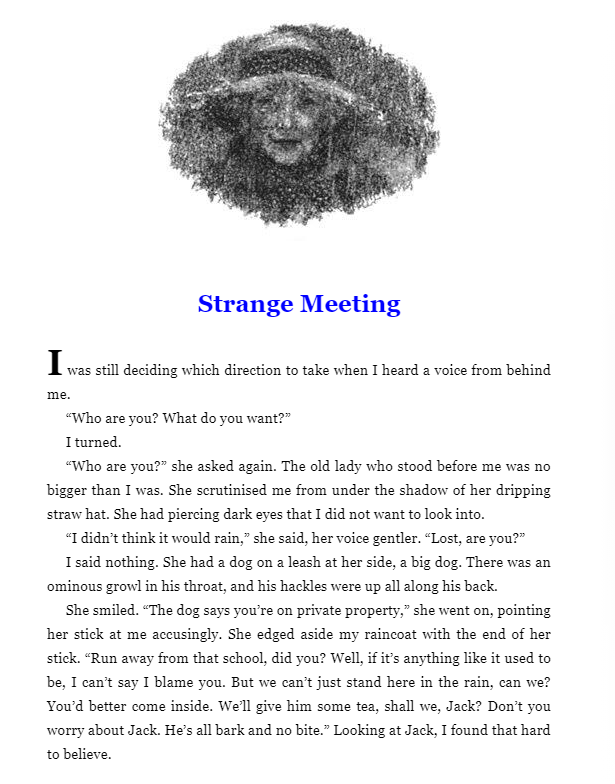 Strange Meeting
I was still deciding which direction to take when I heard a voice from behind
me.
“Who are you? What do you want?”
I turned.
“Who are you?” she asked again. The old lady who stood before me was no
bigger than I was. She scrutinised me from under the shadow of her dripping
straw hat. She had piercing dark eyes that I did not want to look into.
“I didn’t think it would rain,” she said, her voice gentler. “Lost, are you?”
I said nothing. She had a dog on a leash at her side, a big dog. There was an
ominous growl in his throat, and his hackles were up all along his back.
She smiled. “The dog says you’re on private property,” she went on, pointing
her stick at me accusingly. She edged aside my raincoat with the end of her
stick. “Run away from that school, did you? Well, if it’s anything like it used to
be, I can’t say I blame you. But we can’t just stand here in the rain, can we?
You’d better come inside. We’ll give him some tea, shall we, Jack? Don’t you
worry about Jack. He’s all bark and no bite.” Looking at Jack, I found that hard
to believe.